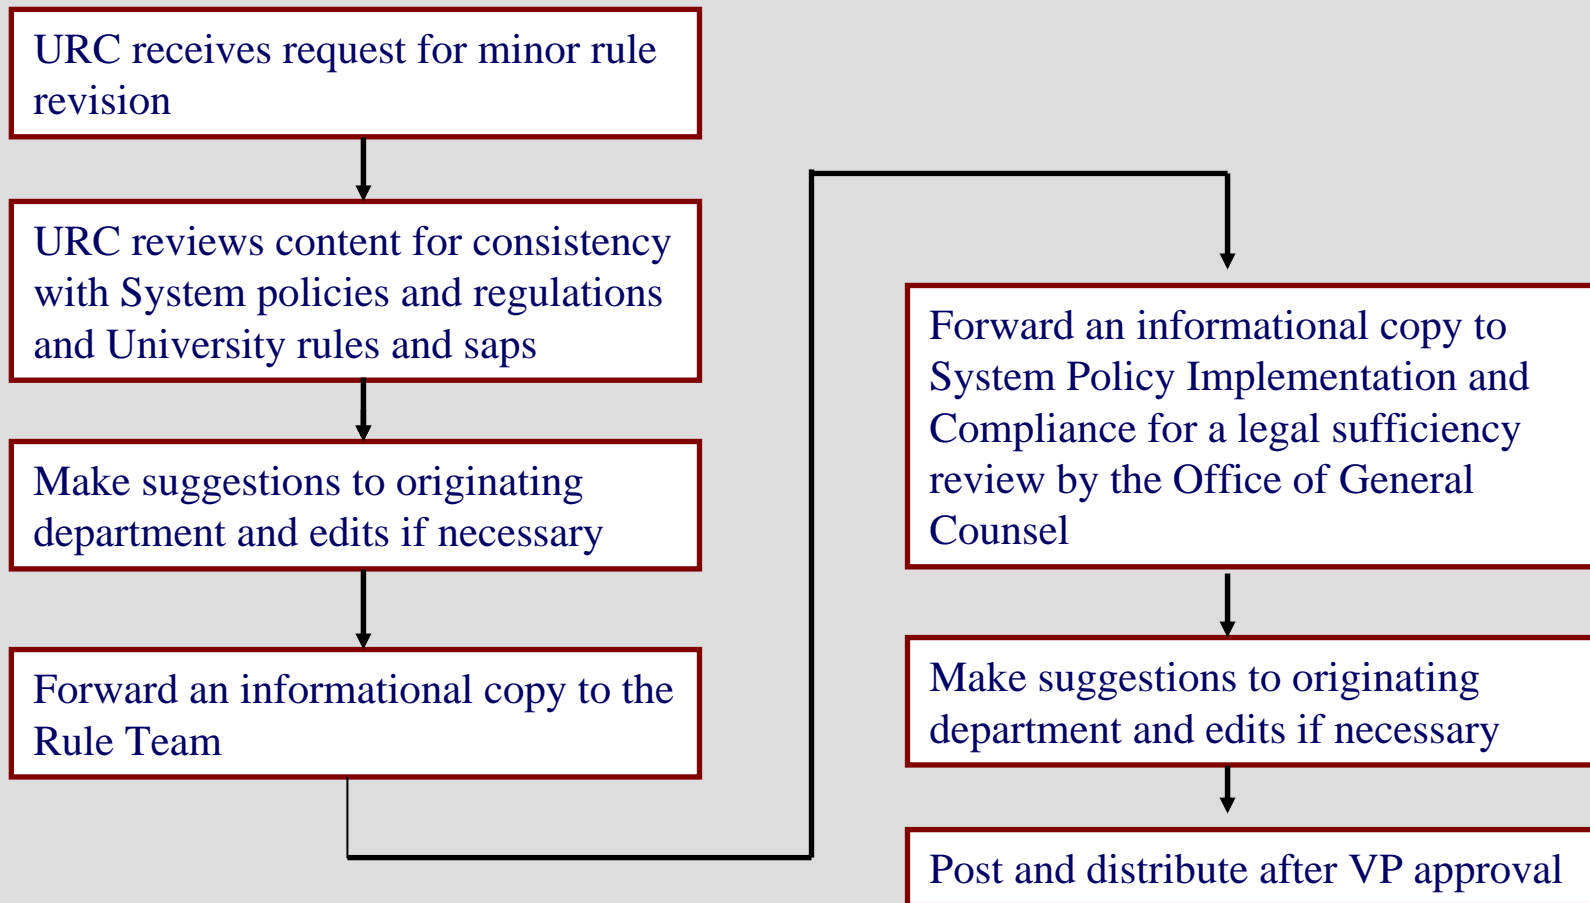 URC receives request for minor rule
revision
URC reviews content for consistency
with System policies and regulations
and University rules and saps
Make suggestions to originating
department and edits if necessary
Forward an informational copy to the
Rule Team
Forward an informational copy to
System Policy Implementation and
Compliance for a legal sufficiency
review by the Office of General
Counsel
Make suggestions to originating
department and edits if necessary
Post and distribute after VP approval